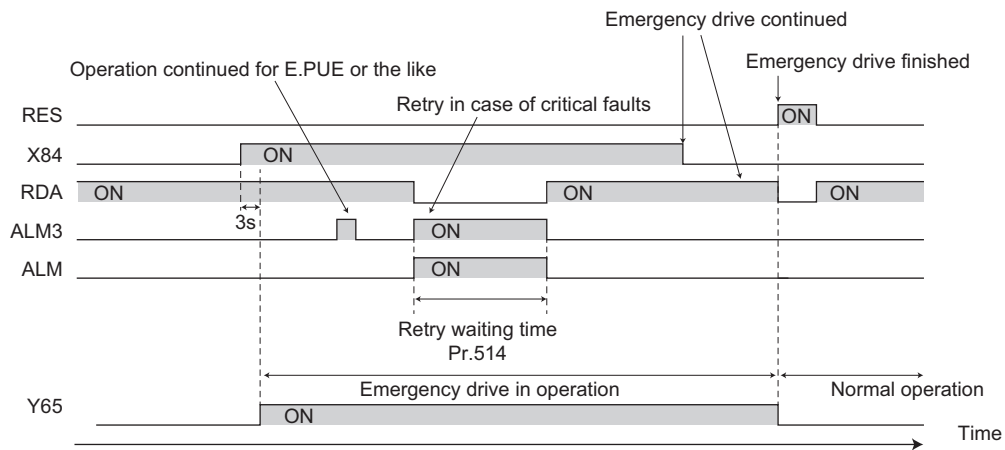 Emergency drive continued
Emergency drive finished
Operation continued for E.PUE or the like
Retry in case of critical faults
RES
ON
X84
ON
RDA
ON
ON
ON
3s
ALM3
ON
ALM
ON
Retry waiting time
Pr.514
Emergency drive in operation
Normal operation
Y65
ON
Time